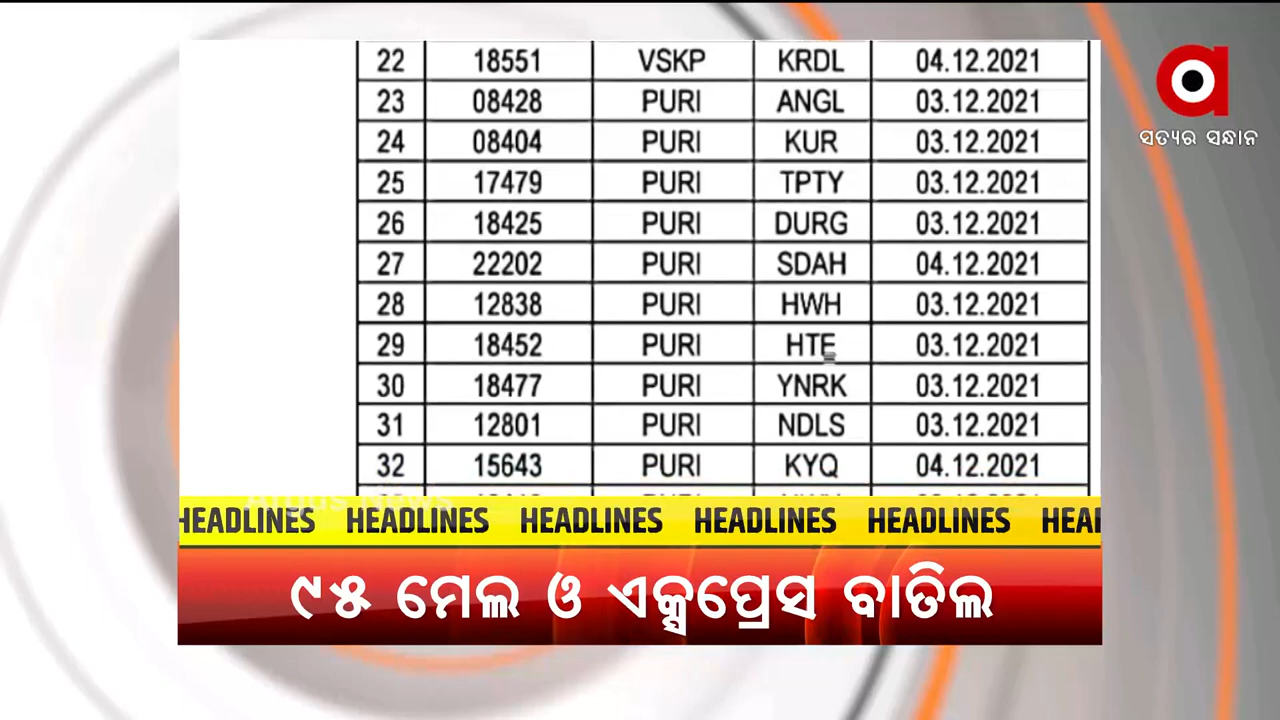 22 18551 VSKP KRDL 04.12.2021
23 08428 PURI ANGL 03.12.2021
24 08404 PURI KUR 03.12.2021
25 17479 PURI TPTY 03.12.2021
26 18425 PURI DURG 03.12.2021
27 22202 PURI SDAH 04.12.2021
28 12838 PURI HWH 03.12.2021
29 18452 PURI HTE 03.12.2021
30 18477 PURI YNRK 03.12.2021
31 12801 PURI NDLS 03.12.2021
32 15643 PURI KYQ 04.12.2021
ସତ୍ୟର ସନ୍ଧାନ
Argus News
HEADLINES HEADLINES HEADLINES HEADLINES HEADLINES HEAD
୯୫ ମେଲ ଓ ଏକ୍ସପ୍ରେସ ବାତିଲ